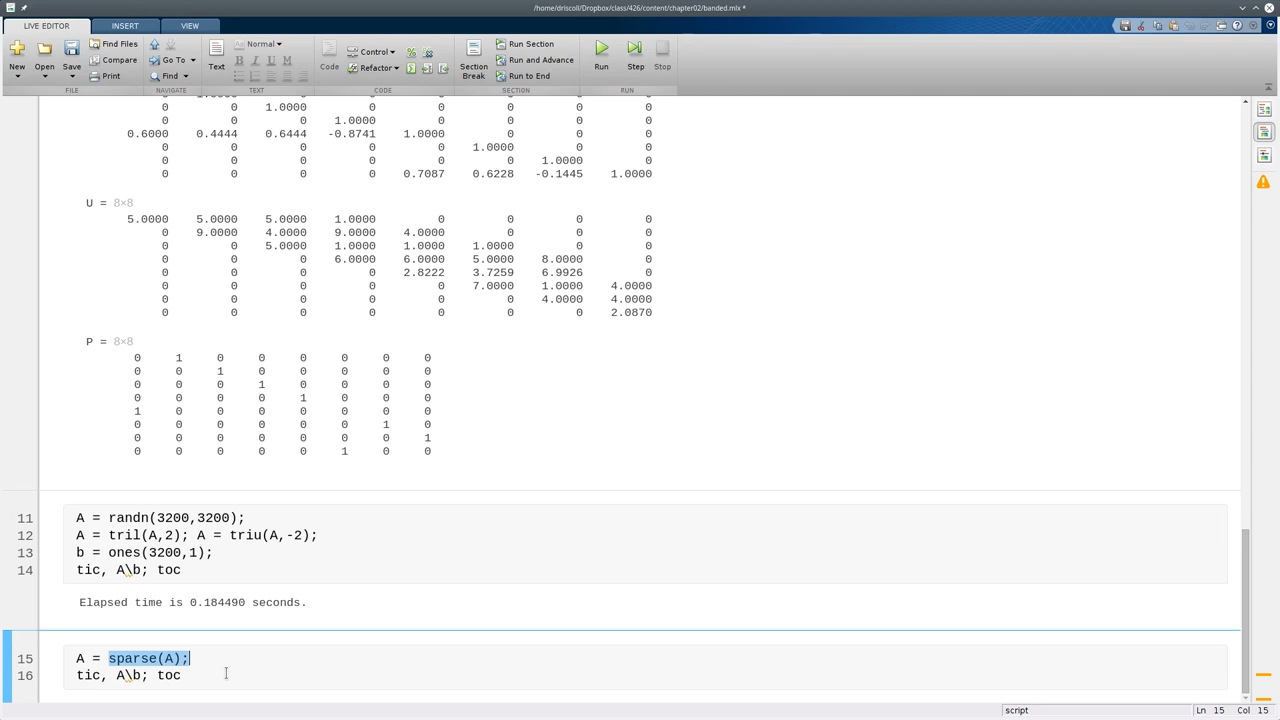 /home/driscoll/Dropbox/class/426/content/chapter02/banded.mlx *
LIVE EDITOR INSERT VIEW
New Open Save Find Files Compare Print
Go To Find
Text Normal B I U M
Code Control Refactor
Section Break Run Section Run and Advance Run to End
Run Step Stop
FILE NAVIGATE TEXT CODE SECTION RUN
0 0 1.0000 0 0 0 0 0
0 0 0 1.0000 0 0 0 0
0.6000 0.4444 0.6444 -0.8741 1.0000 0 0 0
0 0 0 0 0 1.0000 0 0
0 0 0 0 0 0 1.0000 0
0 0 0 0 0.7087 0.6228 -0.1445 1.0000
U = 8×8
5.0000 5.0000 5.0000 1.0000 0 0 0 0
0 9.0000 4.0000 9.0000 4.0000 0 0 0
0 0 5.0000 1.0000 1.0000 1.0000 0 0
0 0 0 6.0000 6.0000 5.0000 8.0000 0
0 0 0 0 2.8222 3.7259 6.9926 0
0 0 0 0 0 7.0000 1.0000 4.0000
0 0 0 0 0 0 4.0000 4.0000
0 0 0 0 0 0 0 2.0870
P = 8×8
0 1 0 0 0 0 0 0
0 0 1 0 0 0 0 0
0 0 0 1 0 0 0 0
0 0 0 0 1 0 0 0
1 0 0 0 0 0 0 0
0 0 0 0 0 0 1 0
0 0 0 0 0 0 0 1
0 0 0 0 0 1 0 0
11 A = randn(3200,3200);
12 A = tril(A,2); A = triu(A,-2);
13 b = ones(3200,1);
14 tic, A\b; toc
Elapsed time is 0.184490 seconds.
15 A = sparse(A);
16 tic, A\b; toc
script Ln 15 Col 15